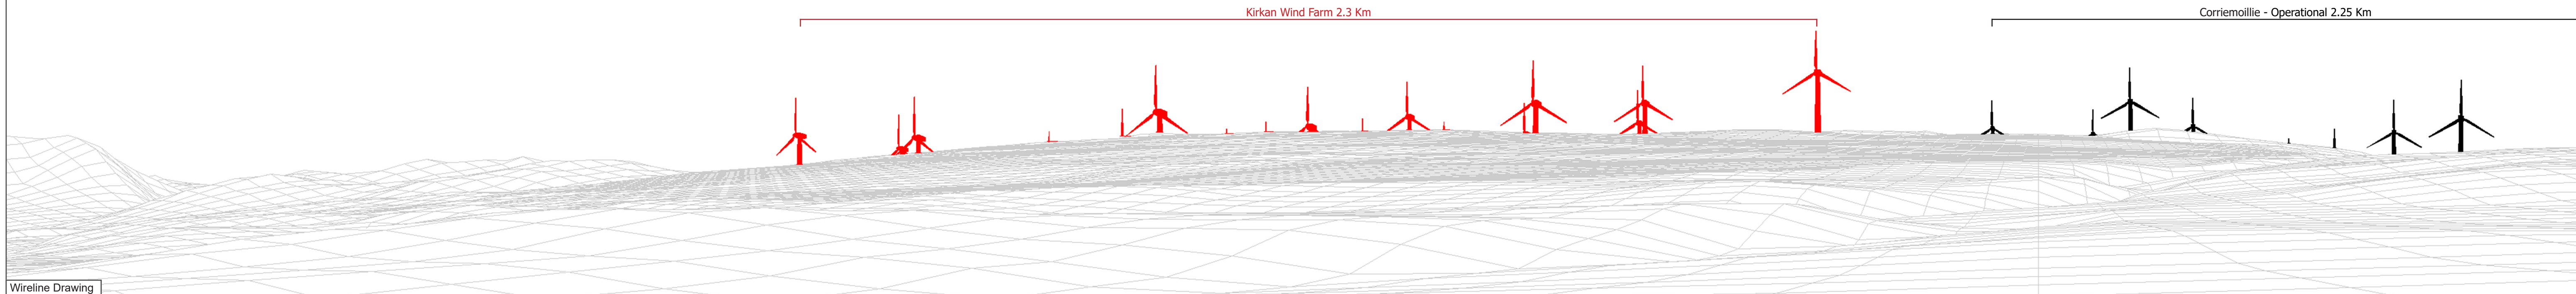 Kirkan Wind Farm 2.3 Km
Corriemoillie - Operational 2.25 Km
Wireline Drawing